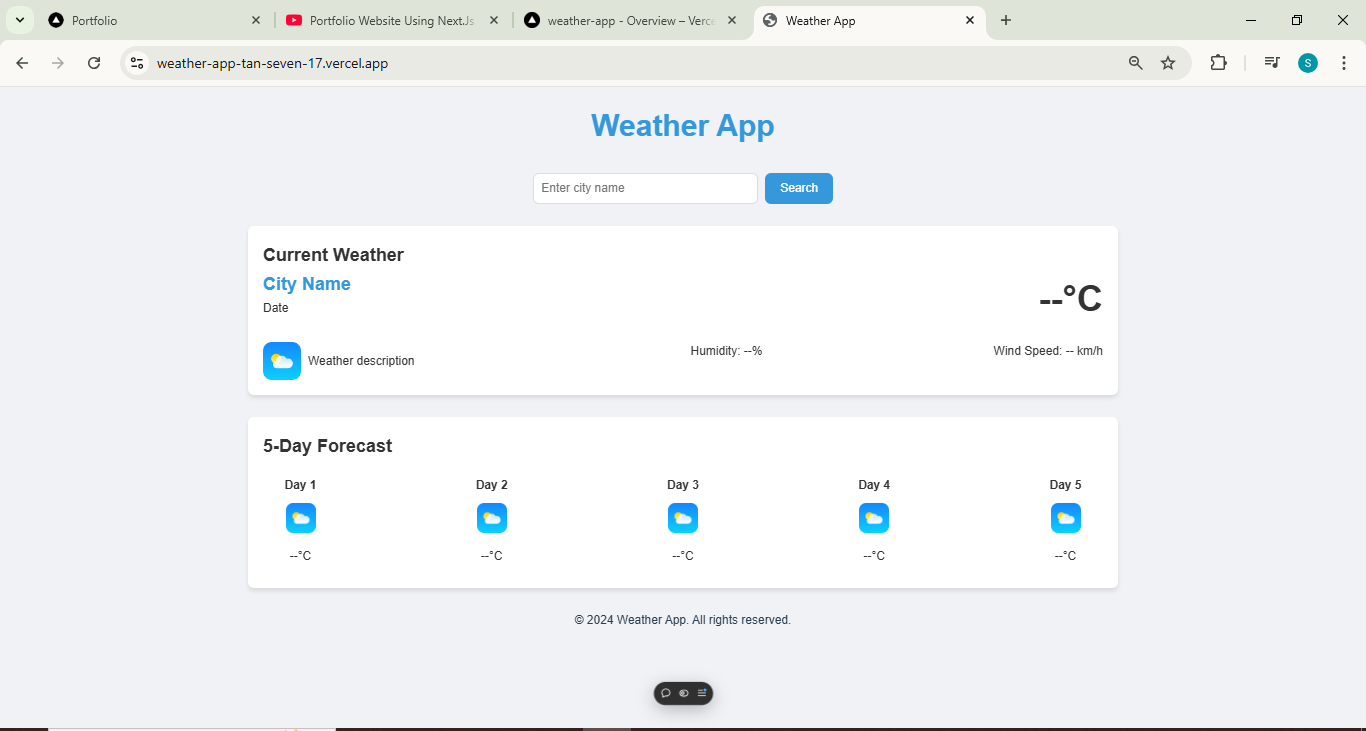 Portfolio
Portfolio Website Using Next.Js
weather-app - Overview – Verce
Weather App
weather-app-tan-seven-17.vercel.app
S
Weather App
Enter city name
Search
Current Weather
City Name
Date
--°C
Weather description
Humidity: --%
Wind Speed: -- km/h
5-Day Forecast
Day 1 Day 2 Day 3 Day 4 Day 5
--°C --°C --°C --°C --°C
© 2024 Weather App. All rights reserved.